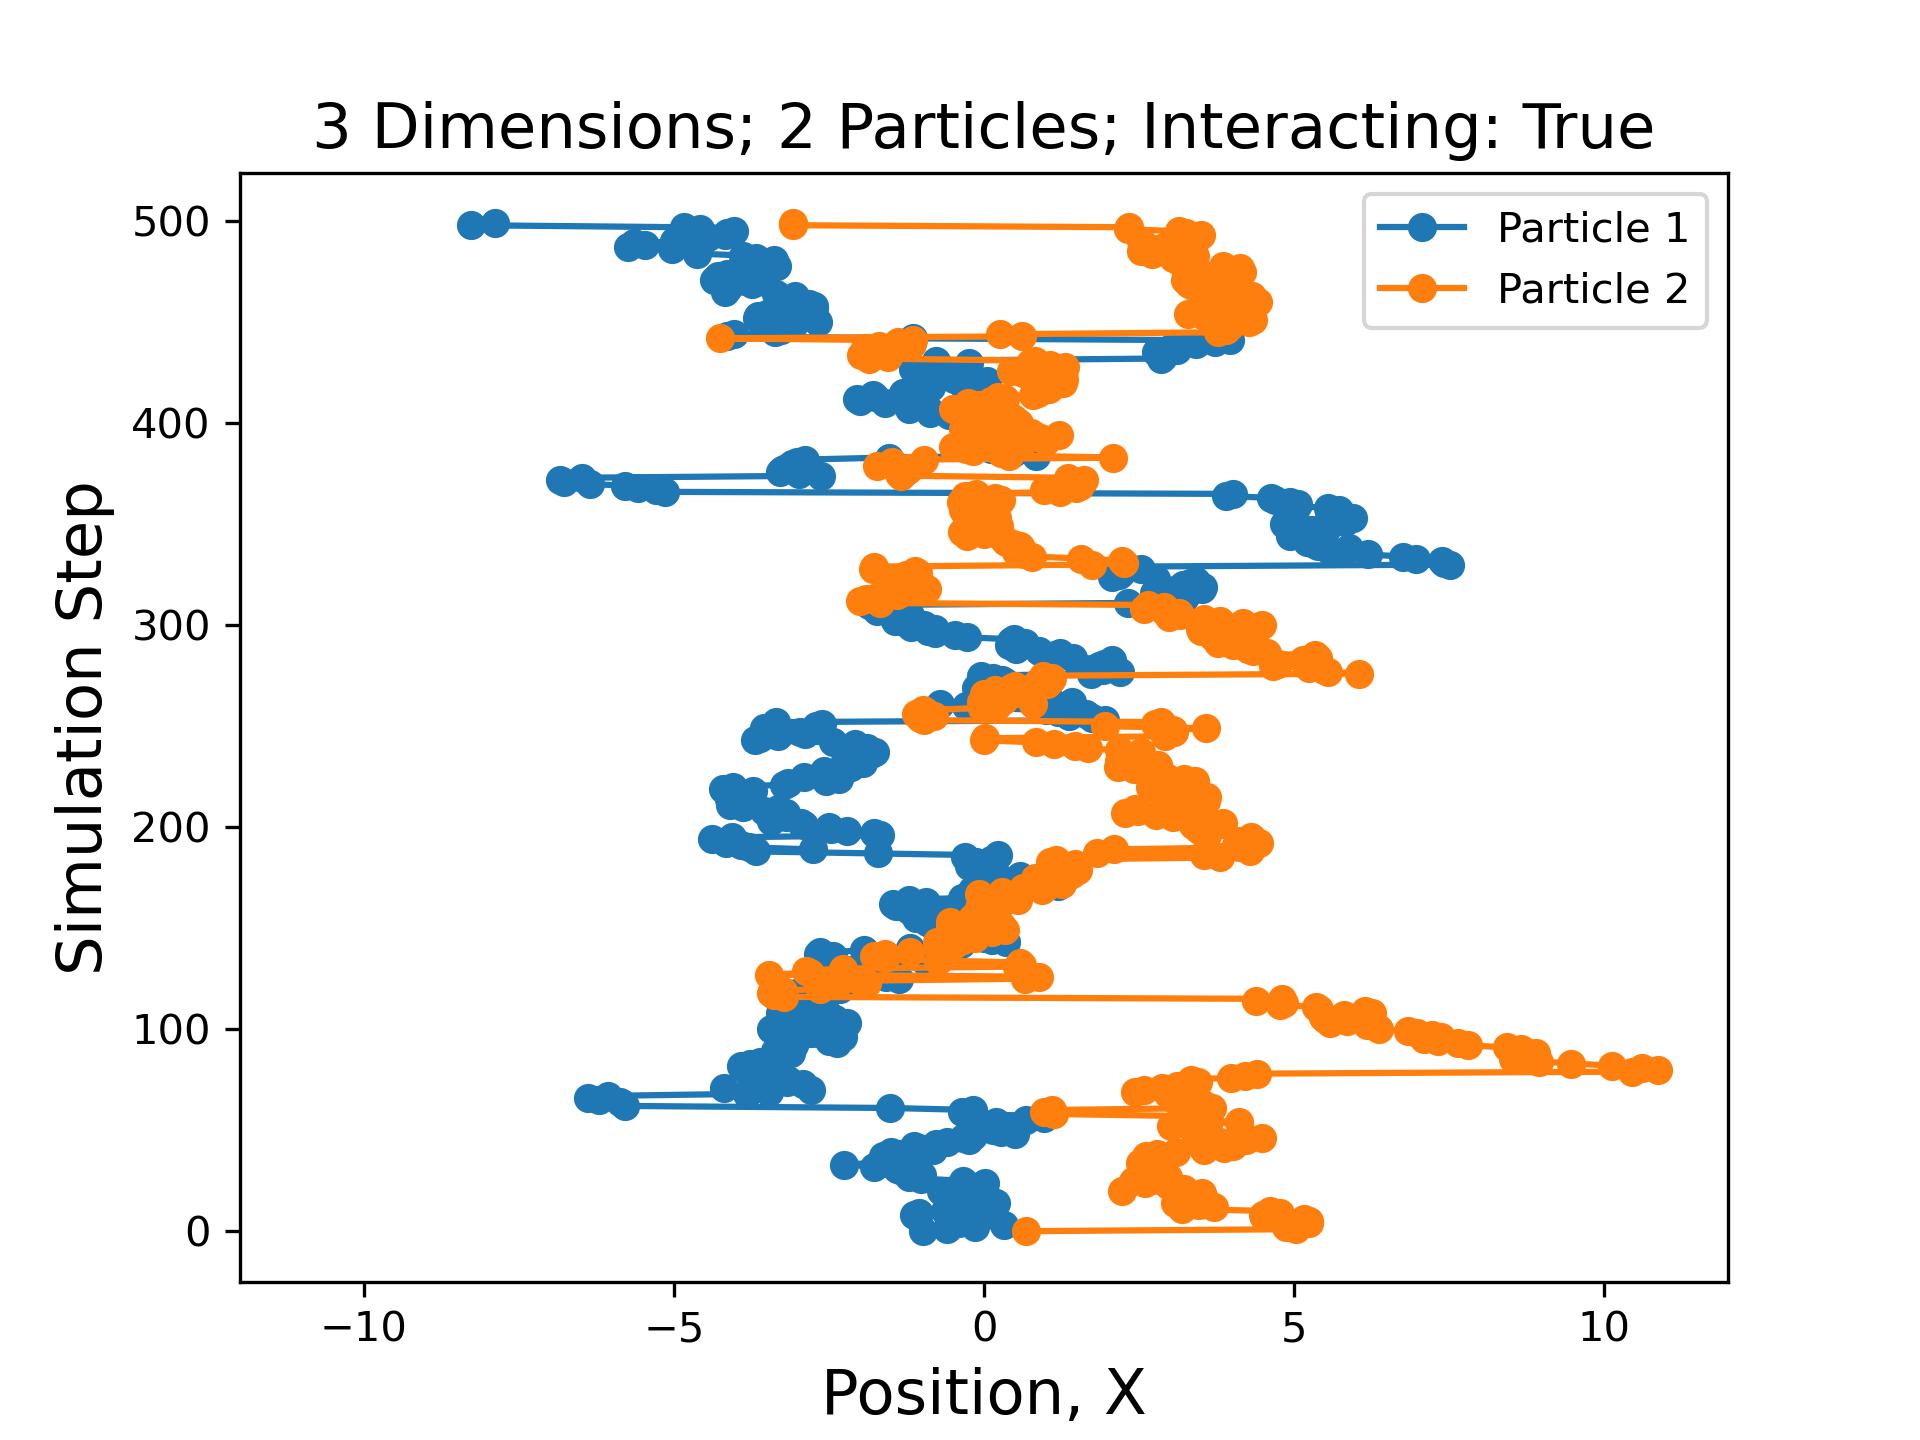 3 Dimensions; 2 Particles; Interacting: True
Particle 1
Particle 2
500
400
300
200
100
0
Simulation Step
−10
−5
0
5
10
Position, X